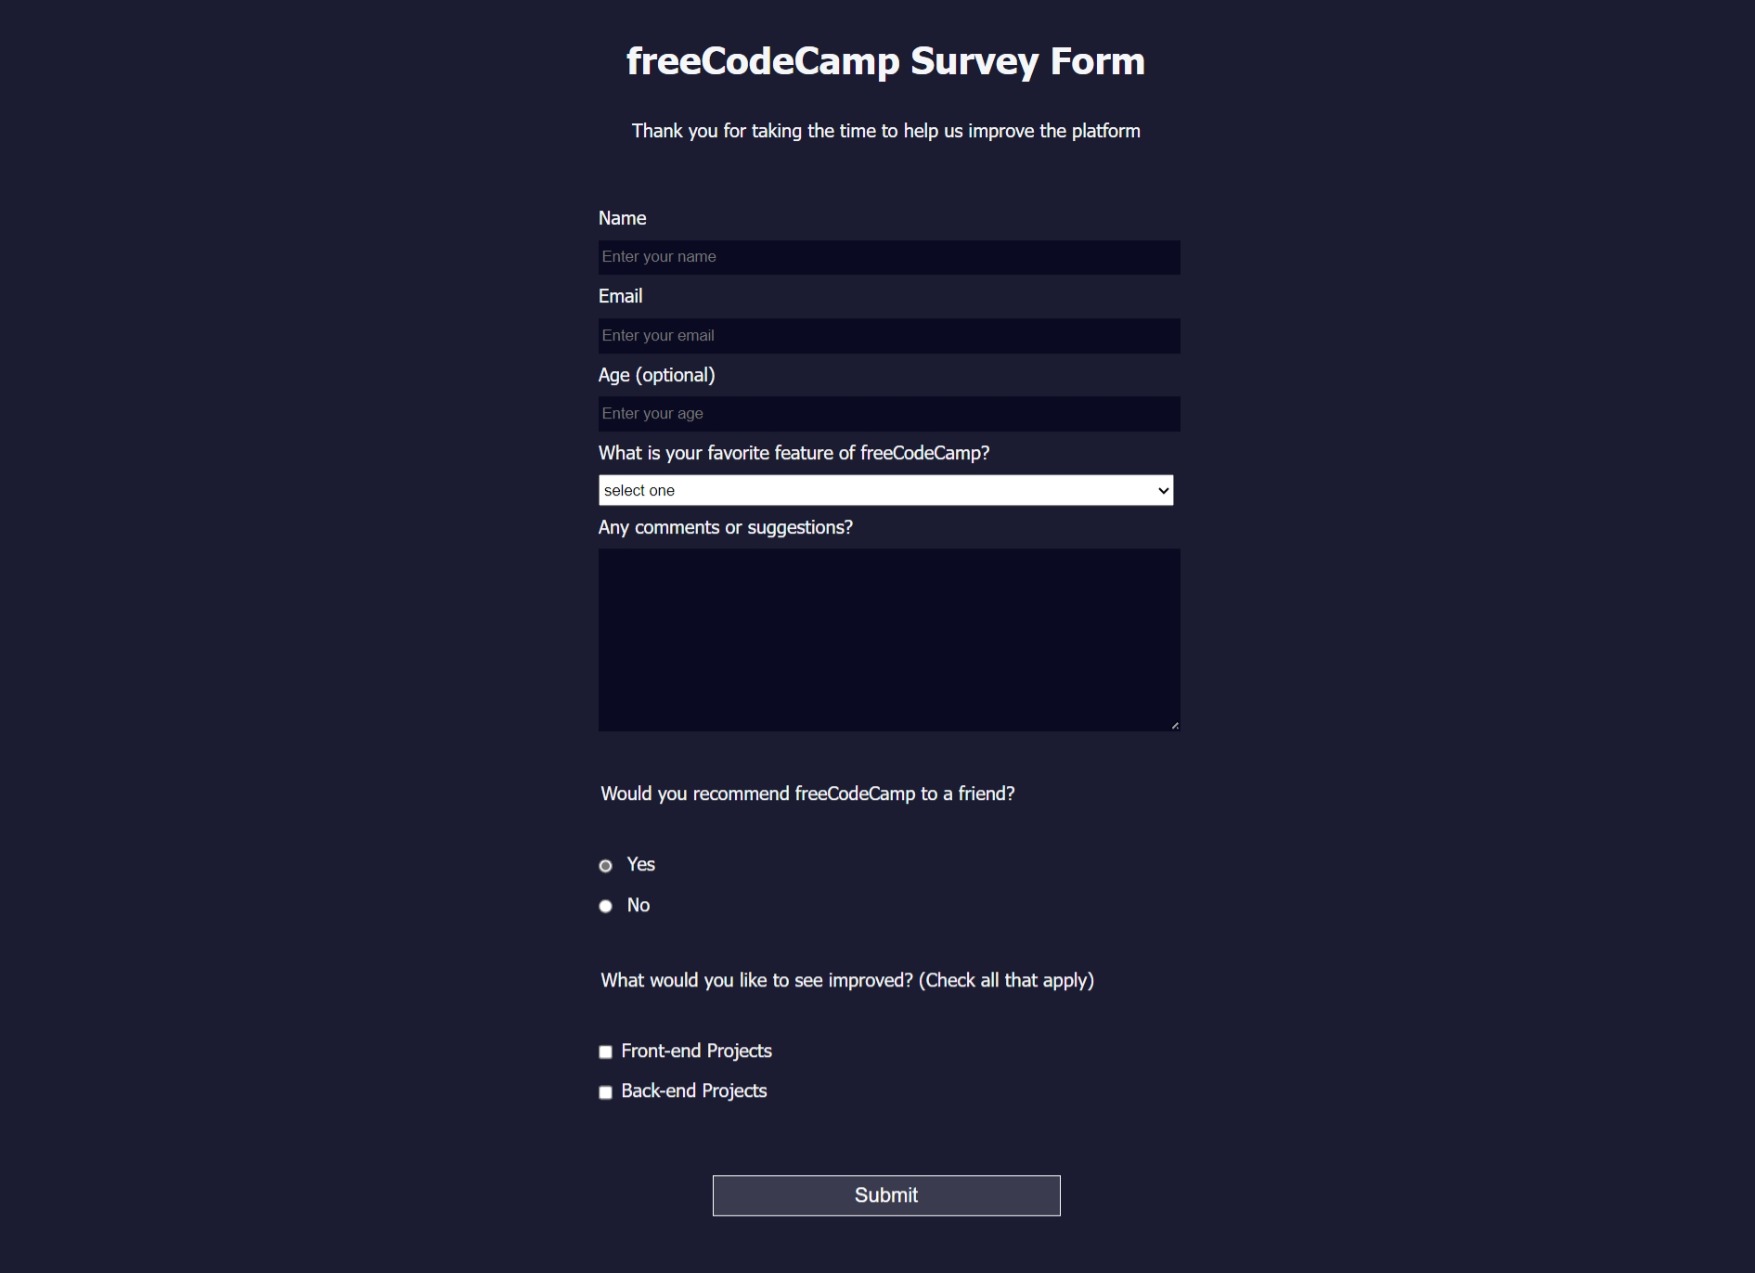 freeCodeCamp Survey Form
Thank you for taking the time to help us improve the platform
Name
Enter your name
Email
Enter your email
Age (optional)
Enter your age
What is your favorite feature of freeCodeCamp?
select one
Any comments or suggestions?
Would you recommend freeCodeCamp to a friend?
Yes
No
What would you like to see improved? (Check all that apply)
Front-end Projects
Back-end Projects
Submit